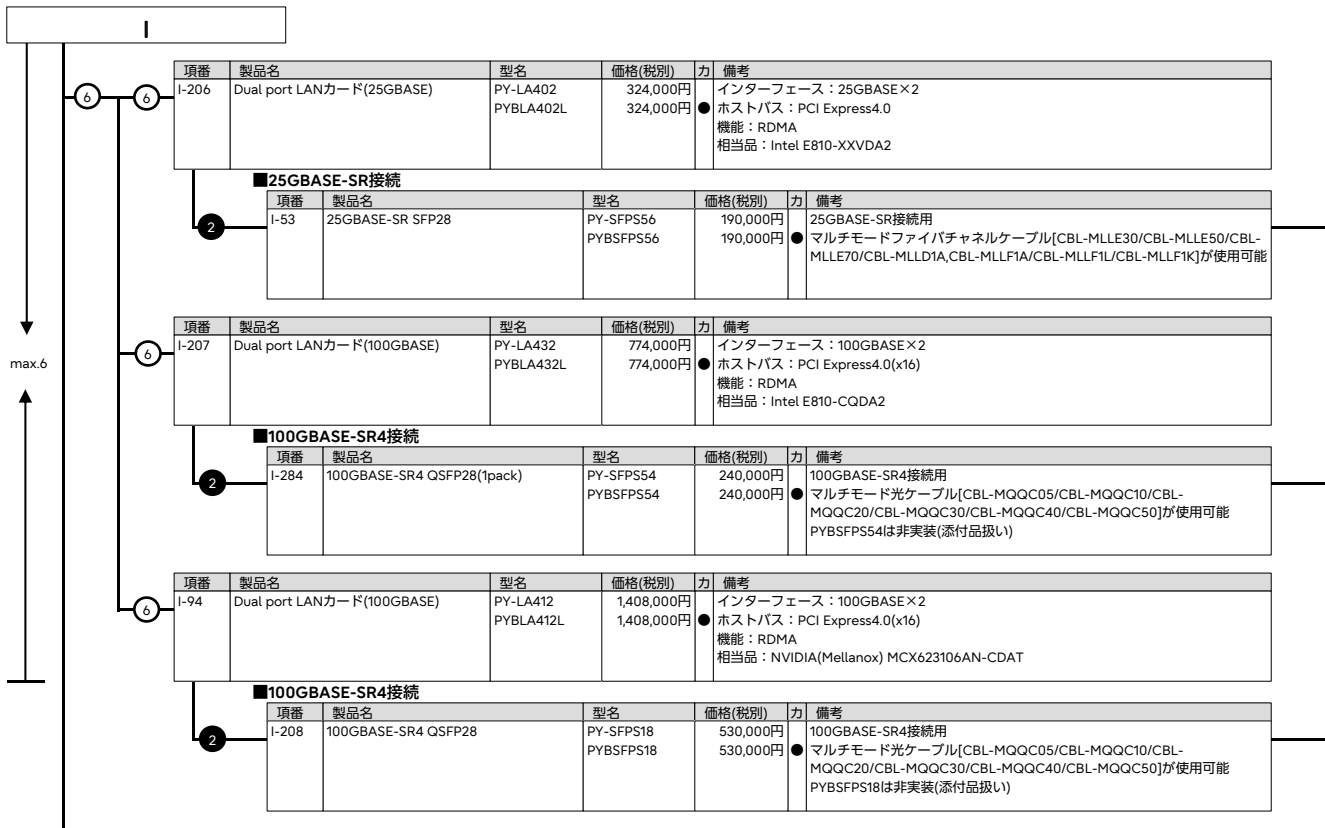 I
項番 製品名 型名 価格(税別) カ 備考
6 6 I-206 Dual port LANカード(25GBASE) PY-LA402 324,000円 インターフェース：25GBASE×2
PYBLA402L 324,000円 ● ホストバス：PCI Express4.0
機能：RDMA
相当品：Intel E810-XXVDA2
■25GBASE-SR接続
項番 製品名 型名 価格(税別) カ 備考
2 I-53 25GBASE-SR SFP28 PY-SFPS56 190,000円 25GBASE-SR接続用
PYBSFPS56 190,000円 ● マルチモードファイバチャネルケーブル[CBL-MLLE30/CBL-MLLE50/CBL-
MLLE70/CBL-MLLD1A,CBL-MLLF1A/CBL-MLLF1L/CBL-MLLF1K]が使用可能
項番 製品名 型名 価格(税別) カ 備考
6 I-207 Dual port LANカード(100GBASE) PY-LA432 774,000円 インターフェース：100GBASE×2
max.6 PYBLA432L 774,000円 ● ホストバス：PCI Express4.0(x16)
機能：RDMA
相当品：Intel E810-CQDA2
■100GBASE-SR4接続
項番 製品名 型名 価格(税別) カ 備考
2 I-284 100GBASE-SR4 QSFP28(1pack) PY-SFPS54 240,000円 100GBASE-SR4接続用
PYBSFPS54 240,000円 ● マルチモード光ケーブル[CBL-MQQC05/CBL-MQQC10/CBL-
MQQC20/CBL-MQQC30/CBL-MQQC40/CBL-MQQC50]が使用可能
PYBSFPS54は非実装(添付品扱い)
項番 製品名 型名 価格(税別) カ 備考
6 I-94 Dual port LANカード(100GBASE) PY-LA412 1,408,000円 インターフェース：100GBASE×2
PYBLA412L 1,408,000円 ● ホストバス：PCI Express4.0(x16)
機能：RDMA
相当品：NVIDIA(Mellanox) MCX623106AN-CDAT
■100GBASE-SR4接続
項番 製品名 型名 価格(税別) カ 備考
2 I-208 100GBASE-SR4 QSFP28 PY-SFPS18 530,000円 100GBASE-SR4接続用
PYBSFPS18 530,000円 ● マルチモード光ケーブル[CBL-MQQC05/CBL-MQQC10/CBL-
MQQC20/CBL-MQQC30/CBL-MQQC40/CBL-MQQC50]が使用可能
PYBSFPS18は非実装(添付品扱い)